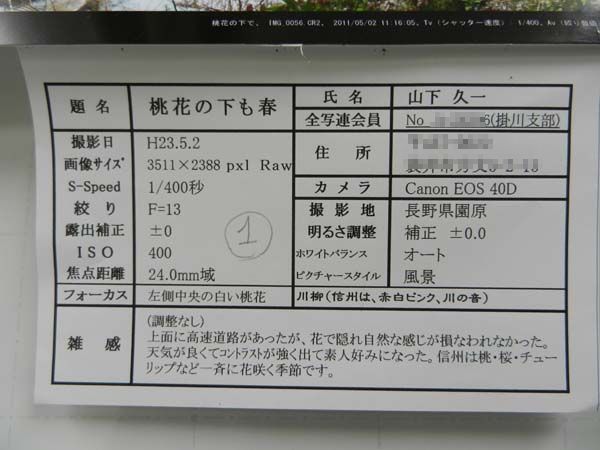 桃花の下で、 IMG_0056.CR2, 2011/05/02 11:16:05, Tv(シャッター速度): 1/400, Av(絞り数値
題名 桃花の下も春 氏名 山下 久一
全写連会員 No 6(掛川支部)
撮影日 H23.5.2 住所
画像サイズ 3511×2388 pxl Raw
S-Speed 1/400秒 カメラ Canon EOS 40D
絞り F=13 撮影地 長野県園原
露出補正 ±0 ① 明るさ調整 補正 ±0.0
ISO 400 ホワイトバランス オート
焦点距離 24.0mm域 ピクチャースタイル 風景
フォーカス 左側中央の白い桃花 川柳(信州は、赤白ピンク、川の音)
雑感 (調整なし)
上面に高速道路があったが、花で隠れ自然な感じが損なわれなかった。
天気が良くてコントラストが強く出て素人好みになった。信州は桃・桜・チュー
リップなど一斉に花咲く季節です。